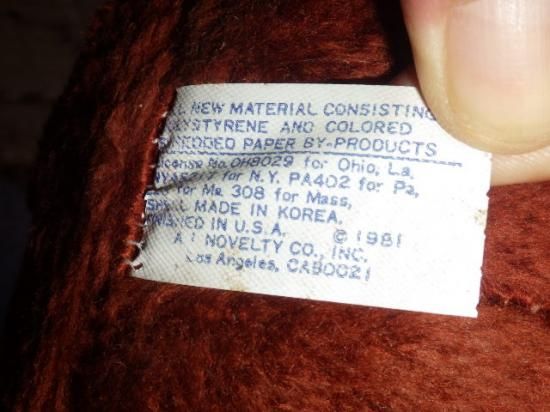 NEW MATERIAL CONSISTING
STYRENE AND COLORED
PAPER BY-PRODUCTS
No. OH8029 for Ohio, La,
for N.Y. PA402 for Pa,
for Me. 308 for Mass,
MADE IN KOREA.
IN U.S.A. © 1981
NOVELTY CO., INC.
Los Angeles, CA90021